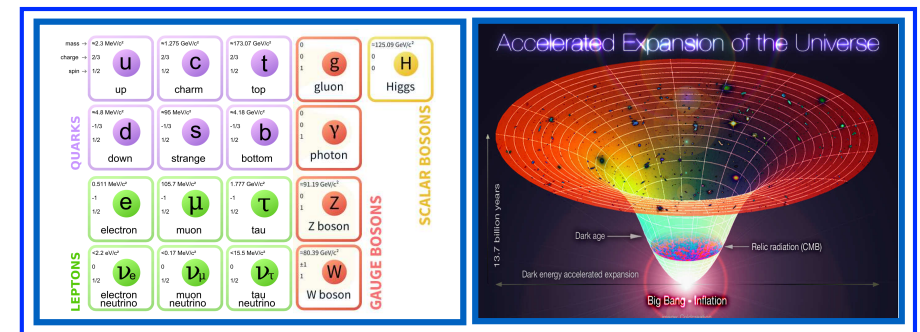 mass → ≈2.3 MeV/c² ≈1.275 GeV/c² ≈173.07 GeV/c² 0 ≈125.09 GeV/c²
charge → 2/3 2/3 2/3 0 0
spin → 1/2 1/2 1/2 1 0
u c t g H
up charm top gluon Higgs
QUARKS
≈4.8 MeV/c² ≈95 MeV/c² ≈4.18 GeV/c² 0
-1/3 -1/3 -1/3 0
1/2 1/2 1/2 1
d s b γ
down strange bottom photon
SCALAR BOSONS
0.511 MeV/c² 105.7 MeV/c² 1.777 GeV/c² ≈91.19 GeV/c²
-1 -1 -1 0
1/2 1/2 1/2 1
e μ τ Z
electron muon tau Z boson
GAUGE BOSONS
LEPTONS
<2.2 eV/c² <0.17 MeV/c² <15.5 MeV/c² ≈80.39 GeV/c²
0 0 0 ±1
1/2 1/2 1/2 1
νe νμ ντ W
electron muon tau W boson
neutrino neutrino neutrino
Accelerated Expansion of the Universe
13.7 billion years
Dark age
Relic radiation (CMB)
Dark energy accelerated expansion
Big Bang - Inflation